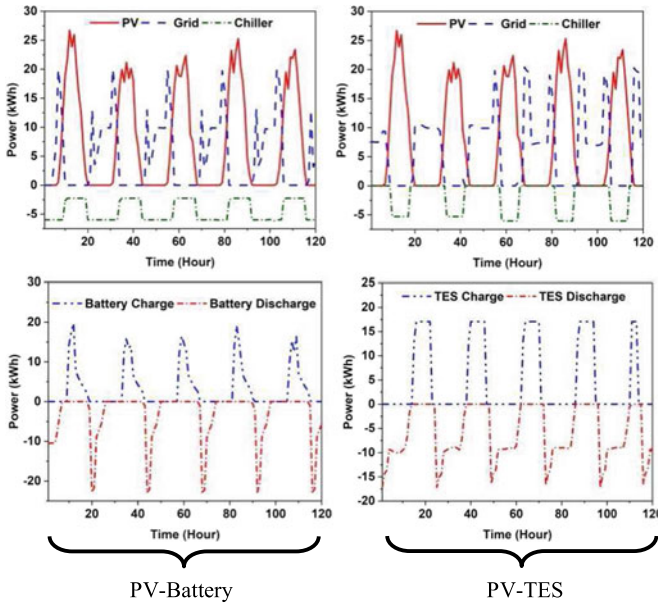 PV Grid Chiller
30
25
20
15
10
5
0
-5
Power (kWh)
20 40 60 80 100 120
Time (Hour)
PV Grid Chiller
30
25
20
15
10
5
0
-5
Power (kWh)
20 40 60 80 100 120
Time (Hour)
Battery Charge Battery Discharge
30
20
10
0
-10
-20
Power (kWh)
20 40 60 80 100 120
Time (Hour)
TES Charge TES Discharge
25
20
15
10
5
0
-5
-10
-15
-20
Power (kWh)
20 40 60 80 100 120
Time (Hour)
PV-Battery
PV-TES